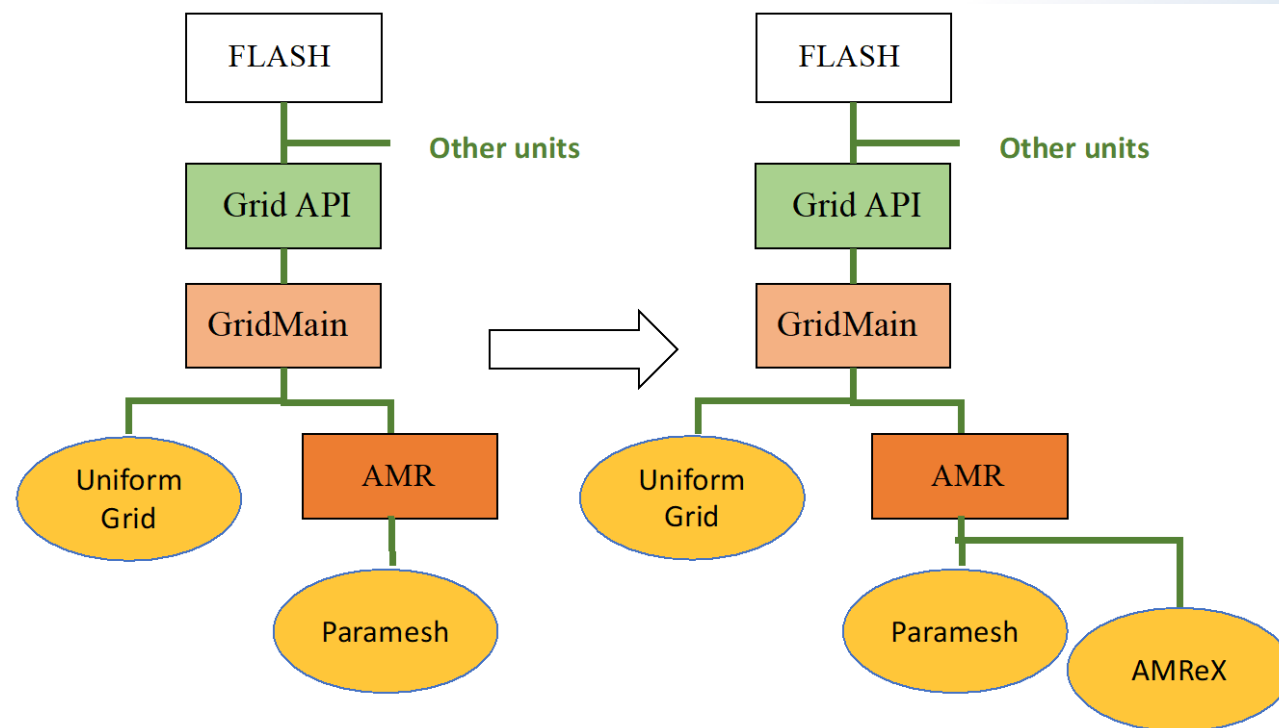 FLASH
Other units
Grid API
GridMain
Uniform
Grid
AMR
Paramesh
FLASH
Other units
Grid API
GridMain
Uniform
Grid
AMR
Paramesh
AMReX